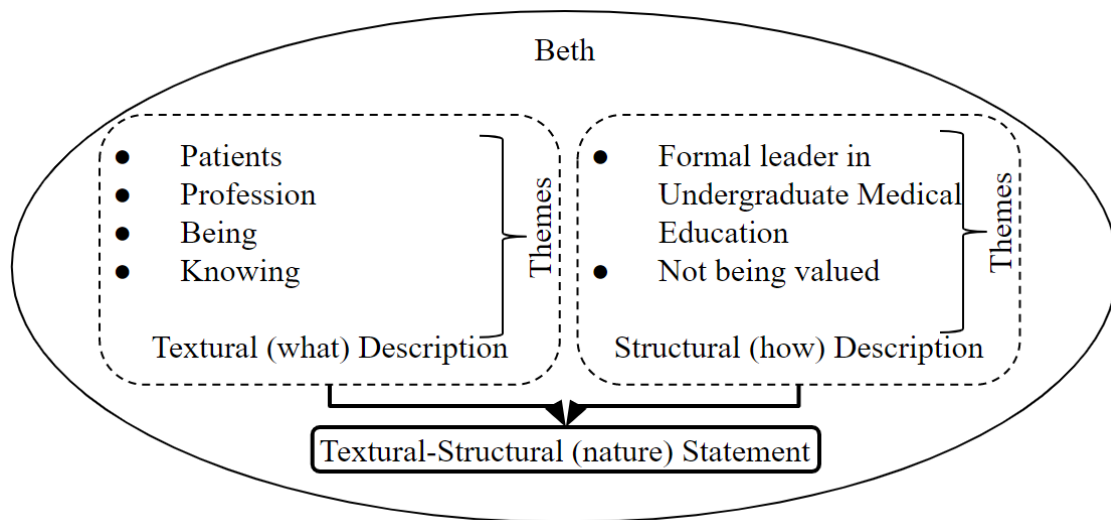 Beth
● Patients
● Profession
● Being
● Knowing
Themes
Textural (what) Description
● Formal leader in
Undergraduate Medical
Education
● Not being valued
Themes
Structural (how) Description
Textural-Structural (nature) Statement